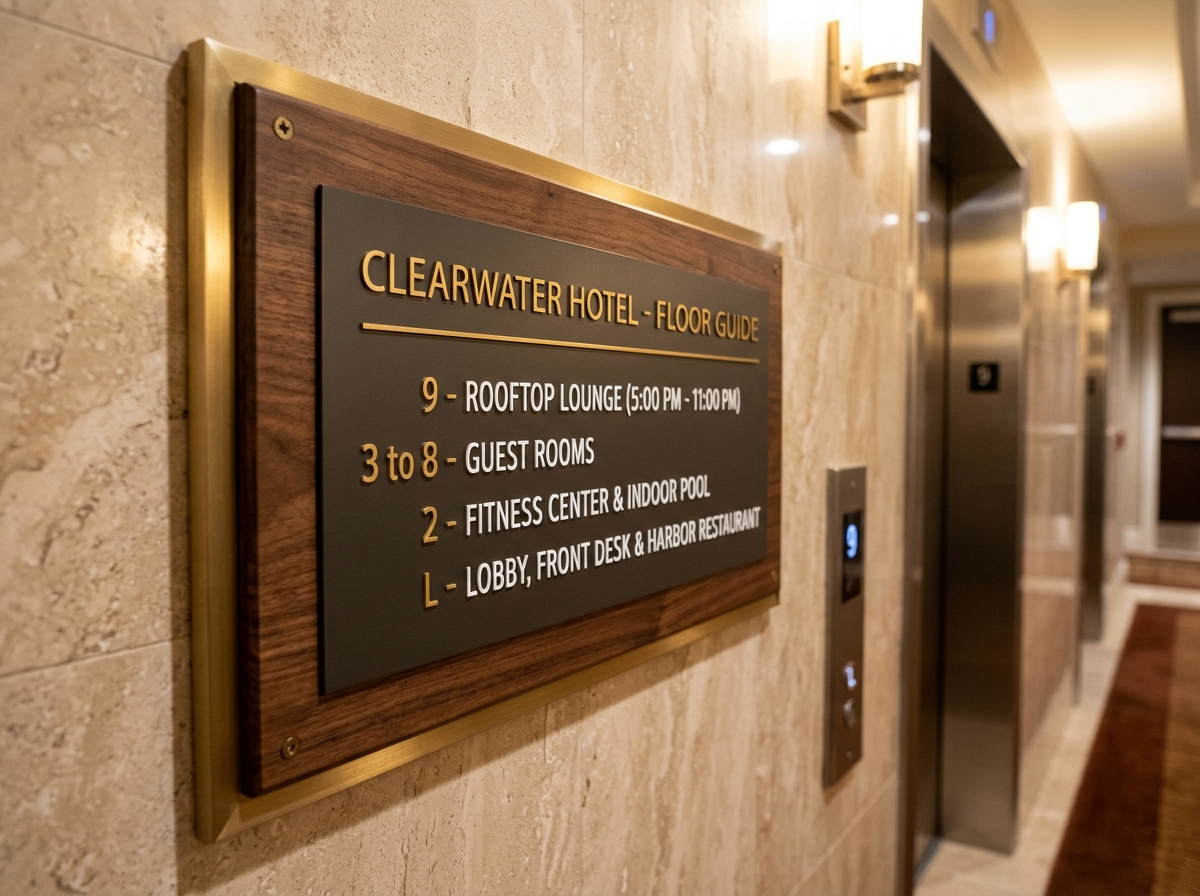 CLEARWATER HOTEL - FLOOR GUIDE
9 - ROOFTOP LOUNGE (5:00 PM - 11:00 PM)
3 to 8 - GUEST ROOMS
2 - FITNESS CENTER & INDOOR POOL
L - LOBBY, FRONT DESK & HARBOR RESTAURANT
9
9